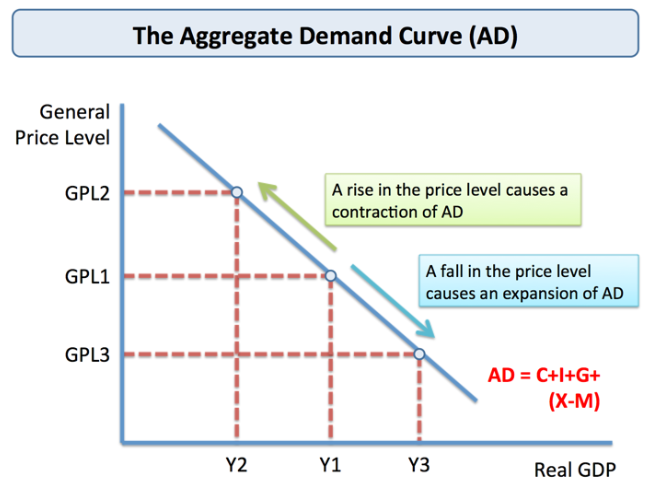 The Aggregate Demand Curve (AD)
General
Price Level
GPL2
A rise in the price level causes a
contraction of AD
GPL1
A fall in the price level
causes an expansion of AD
GPL3
AD = C+I+G+
(X-M)
Y2
Y1
Y3
Real GDP